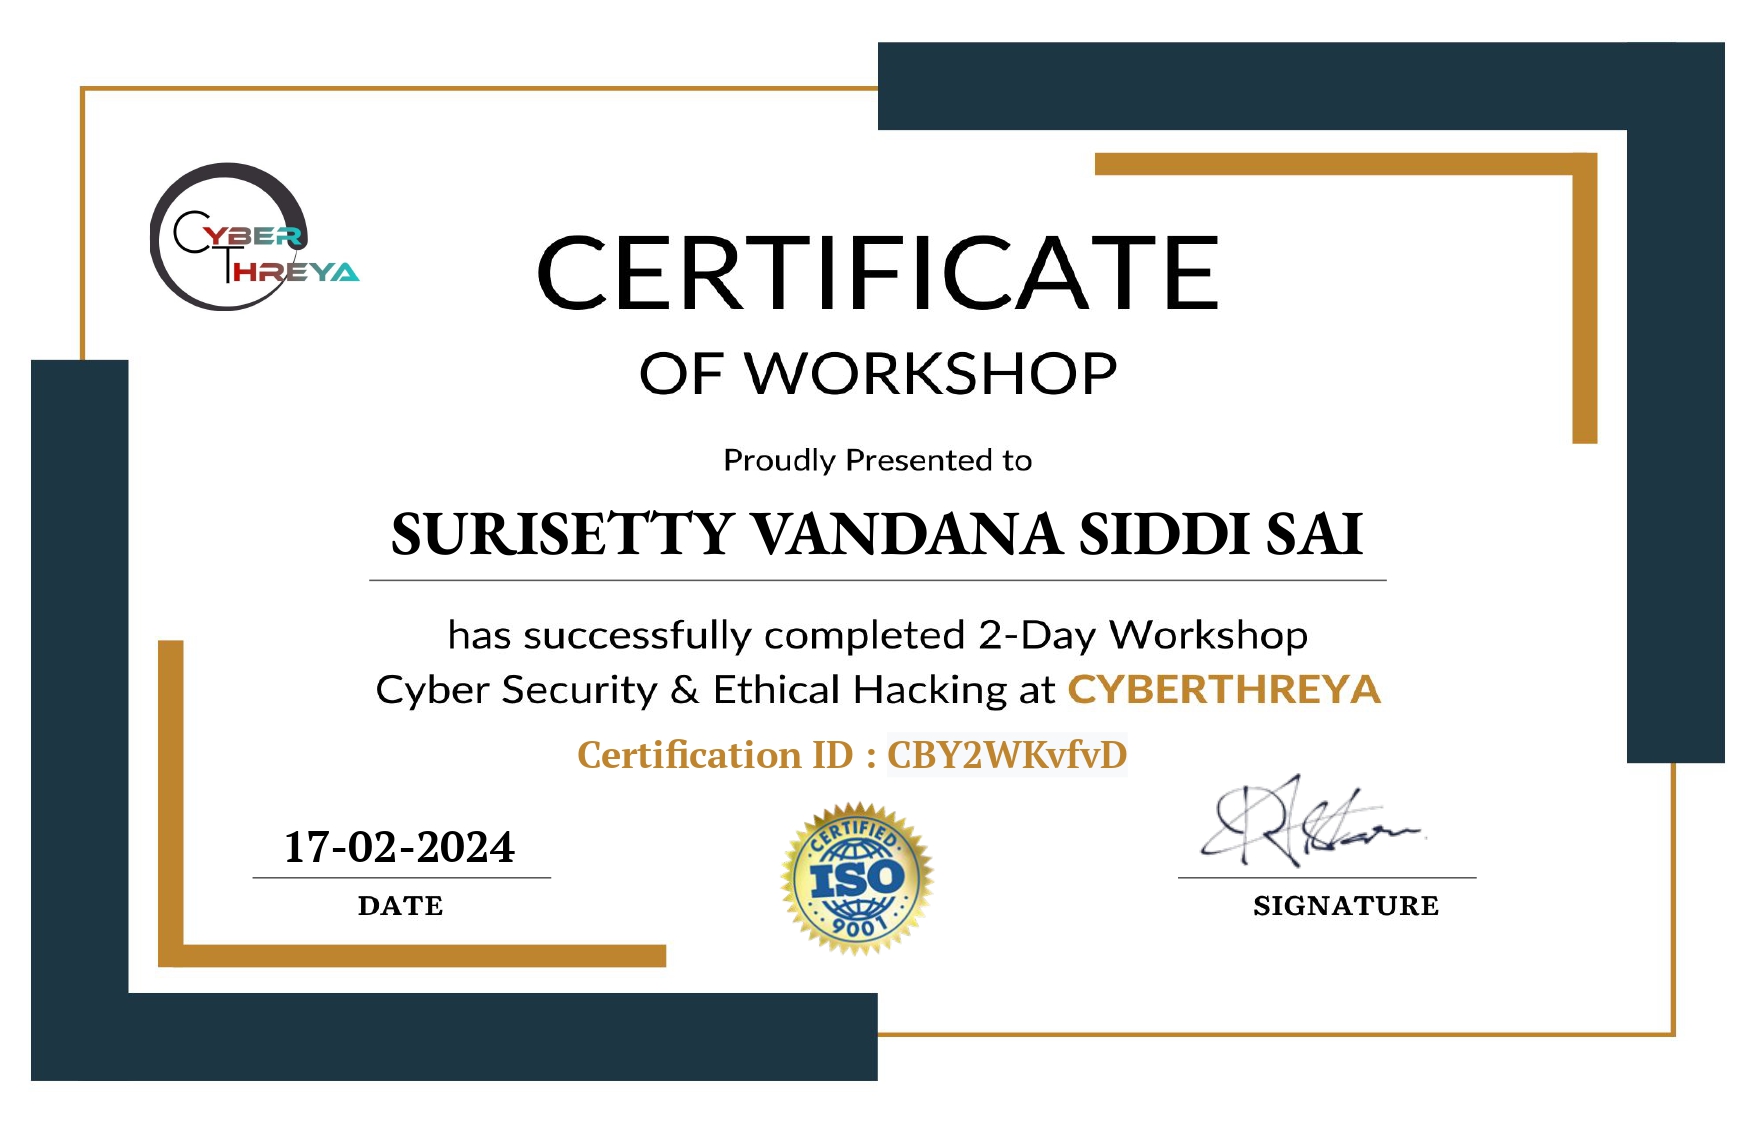 CYBER
THREYA
CERTIFICATE
OF WORKSHOP
Proudly Presented to
SURISETTY VANDANA SIDDI SAI
has successfully completed 2-Day Workshop
Cyber Security & Ethical Hacking at CYBERTHREYA
Certification ID : CBY2WKvfvD
17-02-2024
DATE
CERTIFIED
ISO
9001
SIGNATURE